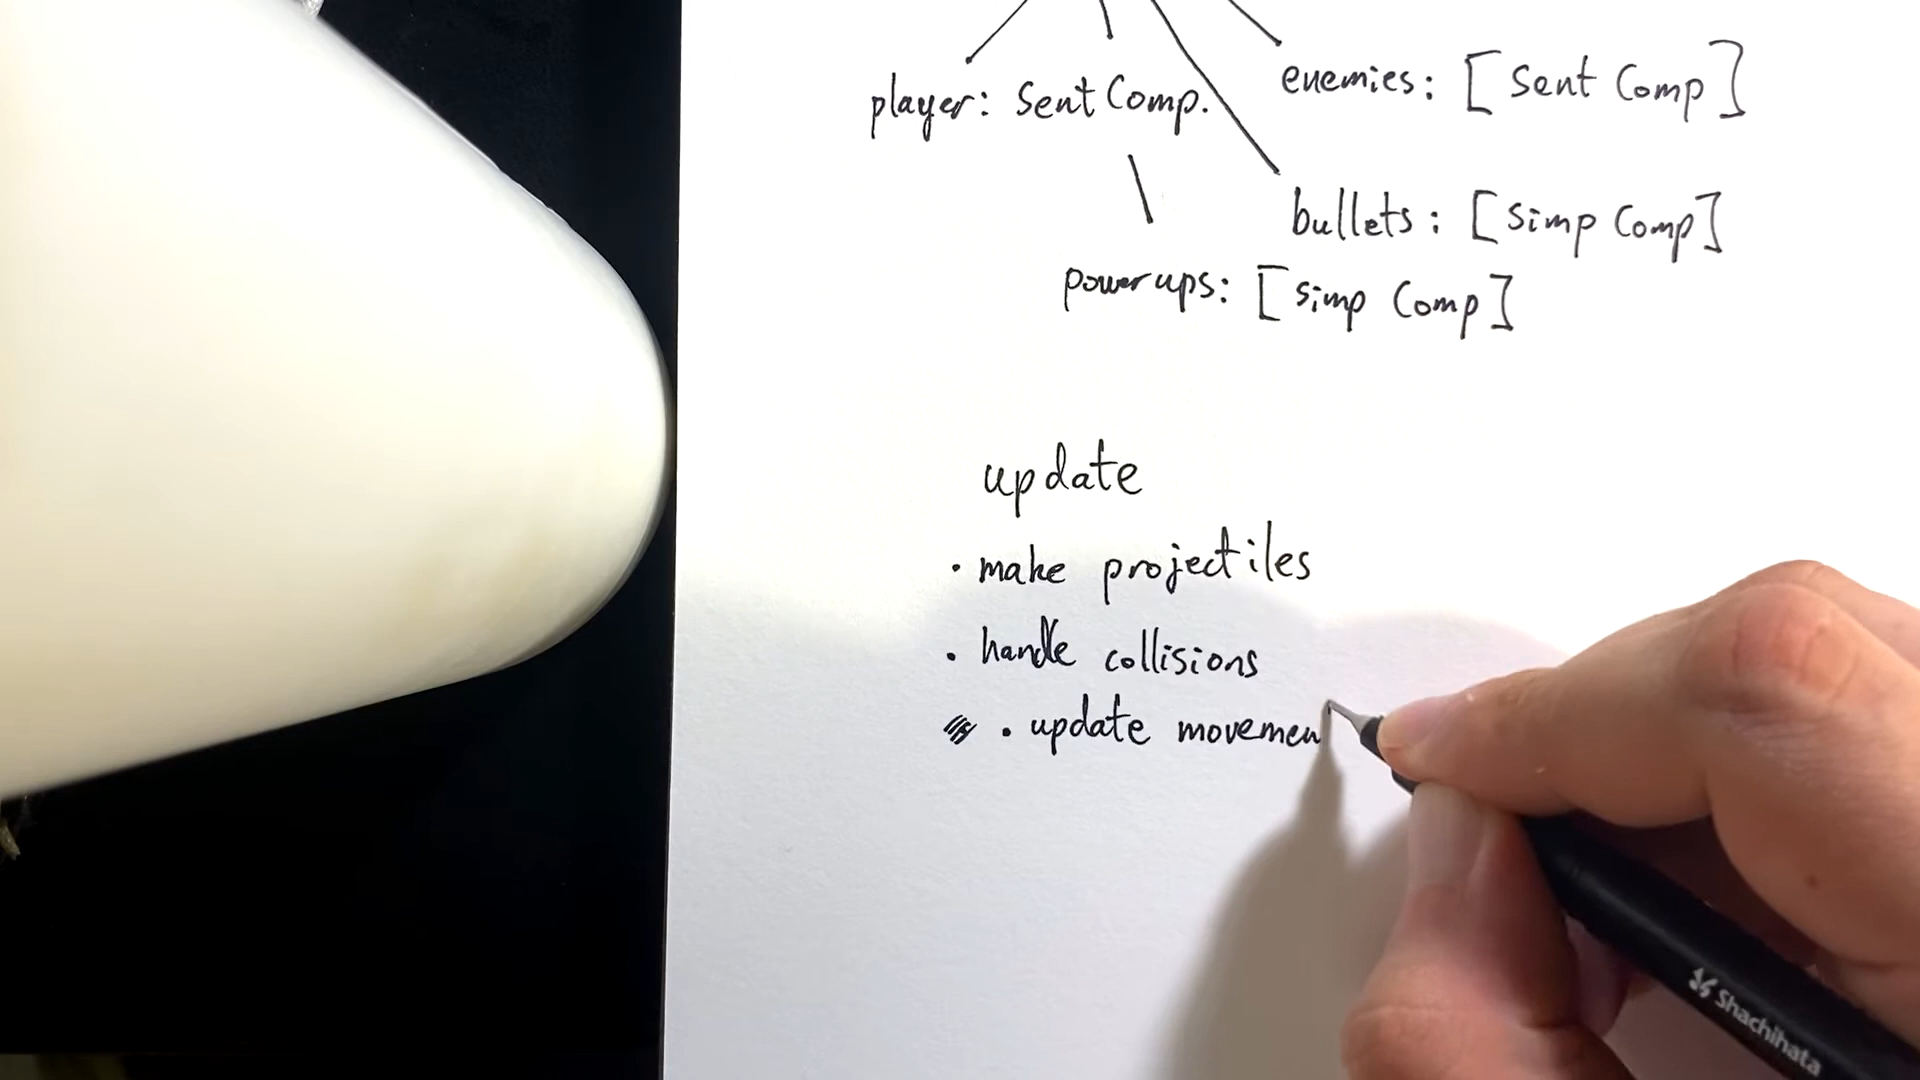 enemies: [Sent Comp]
player: Sent Comp.
bullets: [Simp Comp]
powerups: [Simp Comp]
update
· make projectiles
· handle collisions
· update movemen
Shachihata